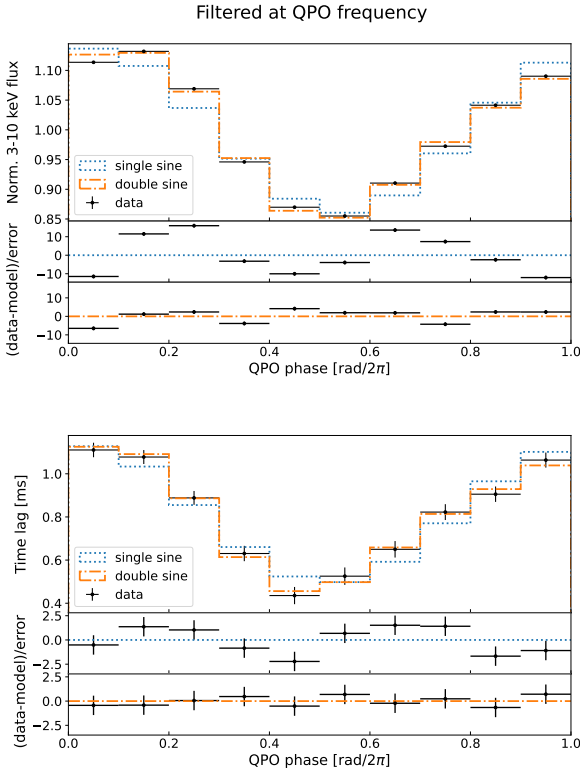 Filtered at QPO frequency
1.10
1.05
1.00
0.95
0.90
0.85
Norm. 3-10 keV flux
single sine
double sine
data
10
0
−10
10
0
−10
(data-model)/error
0.0 0.2 0.4 0.6 0.8 1.0
QPO phase [rad/2π]
1.0
0.8
0.6
0.4
Time lag [ms]
single sine
double sine
data
2.5
0.0
−2.5
2.5
0.0
−2.5
(data-model)/error
0.0 0.2 0.4 0.6 0.8 1.0
QPO phase [rad/2π]